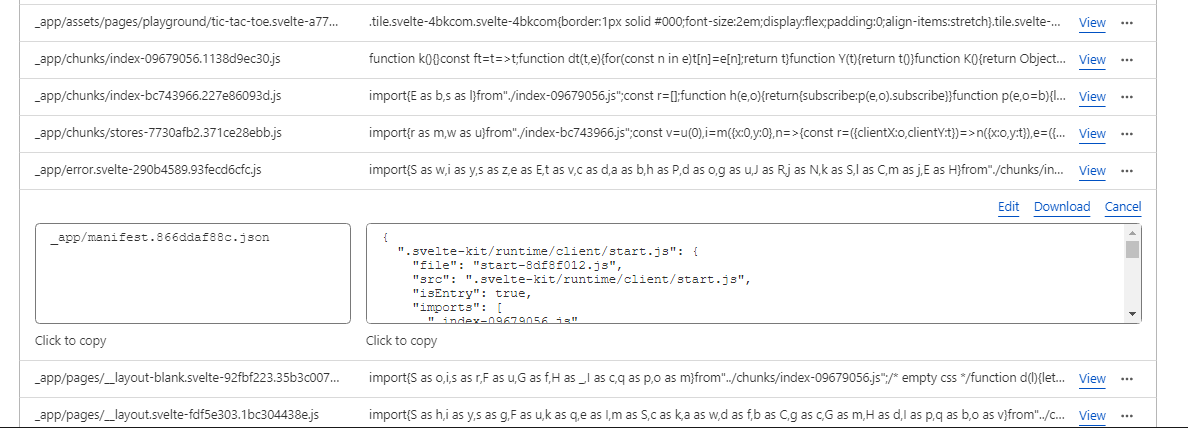 _app/assets/pages/playground/tic-tac-toe.svelte-a77... .tile.svelte-4bkcom.svelte-4bkcom{border:1px solid #000;font-size:2em;display:flex;padding:0;align-items:stretch}.tile.svelte-... View ...
_app/chunks/index-09679056.1138d9ec30.js function k(){}const ft=t=>t;function dt(t,e){for(const n in e)t[n]=e[n];return t}function Y(t){return t()}function K(){return Object... View ...
_app/chunks/index-bc743966.227e86093d.js import{E as b,s as l}from"./index-09679056.js";const r=[];function h(e,o){return{subscribe:p(e,o).subscribe}}function p(e,o=b){l... View ...
_app/chunks/stores-7730afb2.371ce28ebb.js import{r as m,w as u}from"./index-bc743966.js";const v=u(0),i=m({x:0,y:0},n=>{const r=({clientX:o,clientY:t})=>n({x:o,y:t}),e=({... View ...
_app/error.svelte-290b4589.93fecd6cfc.js import{S as w,i as y,s as z,e as E,t as v,c as d,a as b,h as P,d as o,g as u,J as R,j as N,k as S,l as C,m as j,E as H}from"./chunks/in... View ...
Edit Download Cancel
_app/manifest.866ddaf88c.json
{
".svelte-kit/runtime/client/start.js": {
"file": "start-8df8f012.js",
"src": ".svelte-kit/runtime/client/start.js",
"isEntry": true,
"imports": [
"_index-09679056.js"
Click to copy Click to copy
_app/pages/__layout-blank.svelte-92fbf223.35b3c007... import{S as o,i,s as r,F as u,G as f,H as _,I as c,q as p,o as m}from"../chunks/index-09679056.js";/* empty css */function d(l){let... View ...
_app/pages/__layout.svelte-fdf5e303.1bc304438e.js import{S as h,i as y,s as g,F as u,k as q,e as I,m as S,c as k,a as w,d as f,b as C,g as c,G as m,H as d,I as p,q as b,o as v}from"../c... View ...